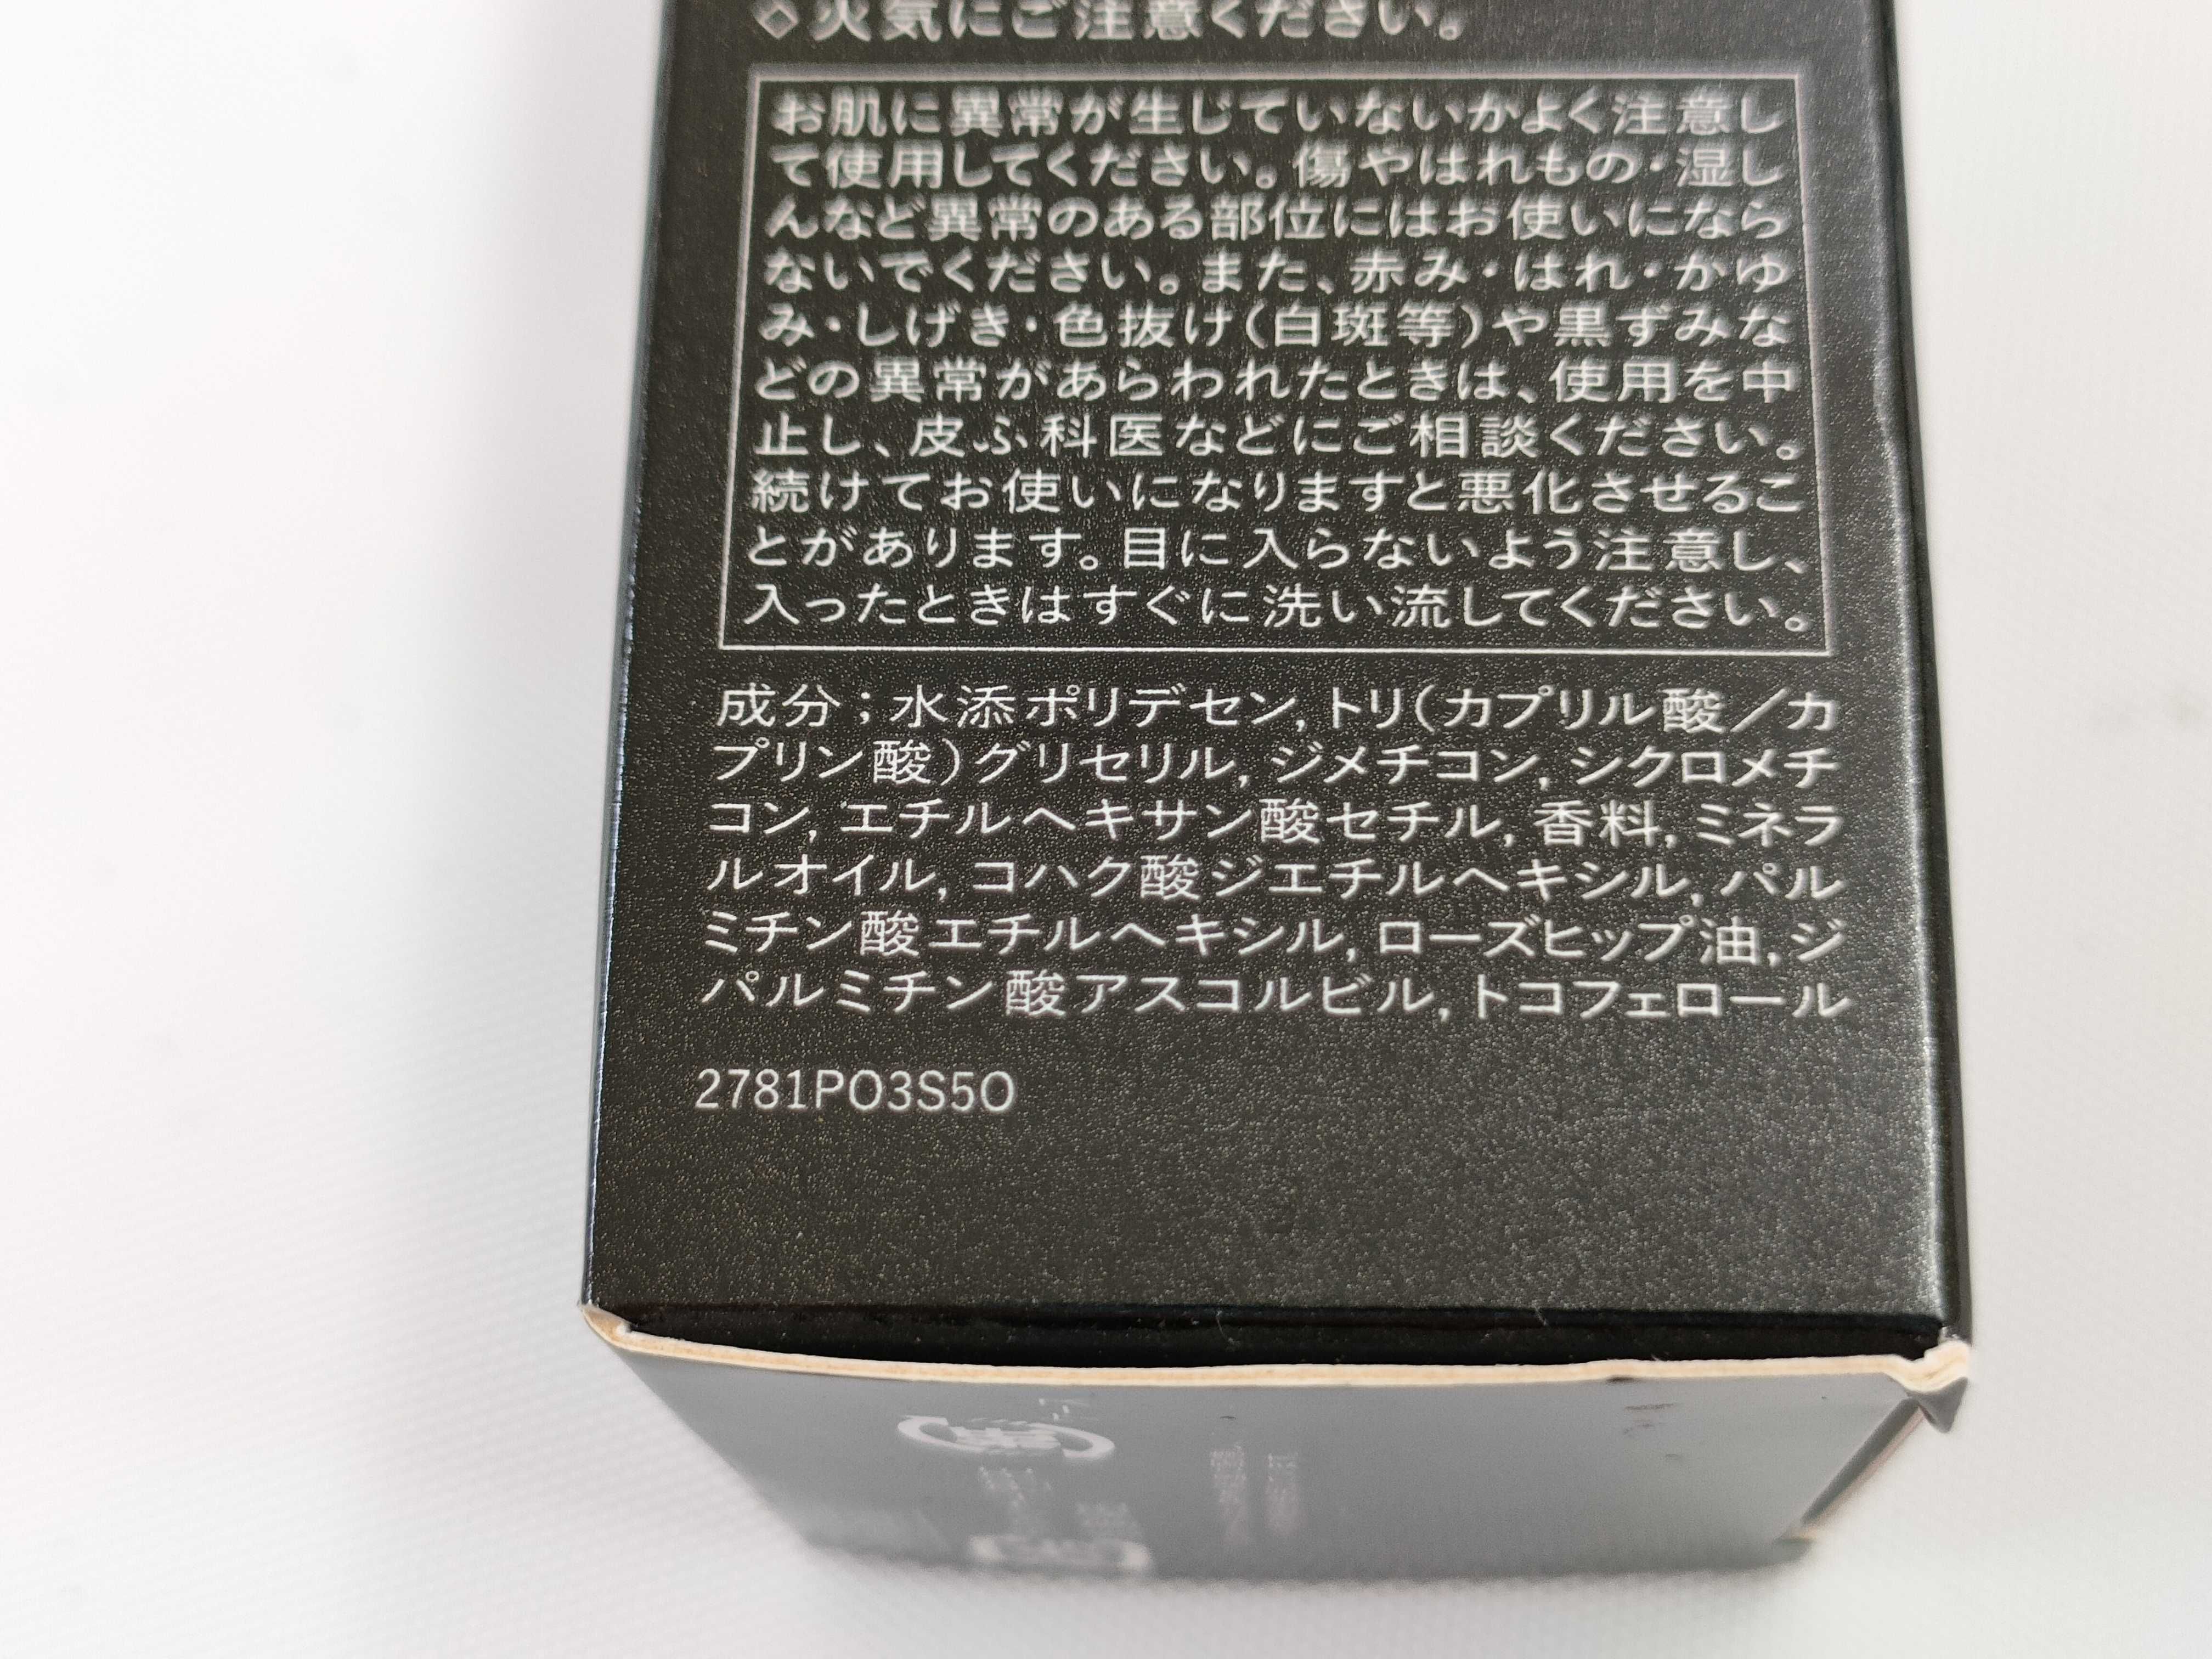 ◇火気にご注意ください。
お肌に異常が生じていないかよく注意し
て使用してください。傷やはれもの・湿し
んなど異常のある部位にはお使いになら
ないでください。また、赤み・はれ・かゆ
み・しげき・色抜け(白斑等)や黒ずみな
どの異常があらわれたときは、使用を中
止し、皮ふ科医などにご相談ください。
続けてお使いになりますと悪化させるこ
とがあります。目に入らないよう注意し、
入ったときはすぐに洗い流してください。
成分;水添ポリデセン,トリ(カプリル酸/カ
プリン酸)グリセリル,ジメチコン,シクロメチ
コン,エチルヘキサン酸セチル,香料,ミネラ
ルオイル,コハク酸ジエチルヘキシル,パル
ミチン酸エチルヘキシル,ローズヒップ油,ジ
パルミチン酸アスコルビル,トコフェロール
2781PO3S5O